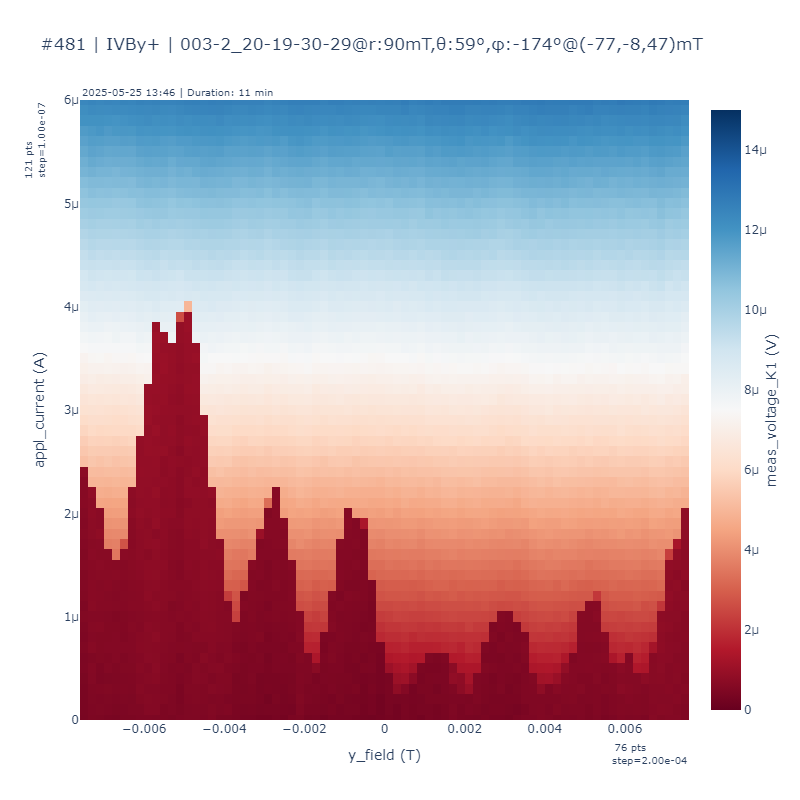 #481 | IVBy+ | 003-2_20-19-30-29@r:90mT,θ:59°,φ:-174°@(-77,-8,47)mT
2025-05-25 13:46 | Duration: 11 min
121 pts
step=1.00e-07
6μ
5μ
4μ
3μ
2μ
1μ
0
appl_current (A)
−0.006
−0.004
−0.002
0
0.002
0.004
0.006
y_field (T)
76 pts
step=2.00e-04
14μ
12μ
10μ
8μ
6μ
4μ
2μ
0
meas_voltage_K1 (V)